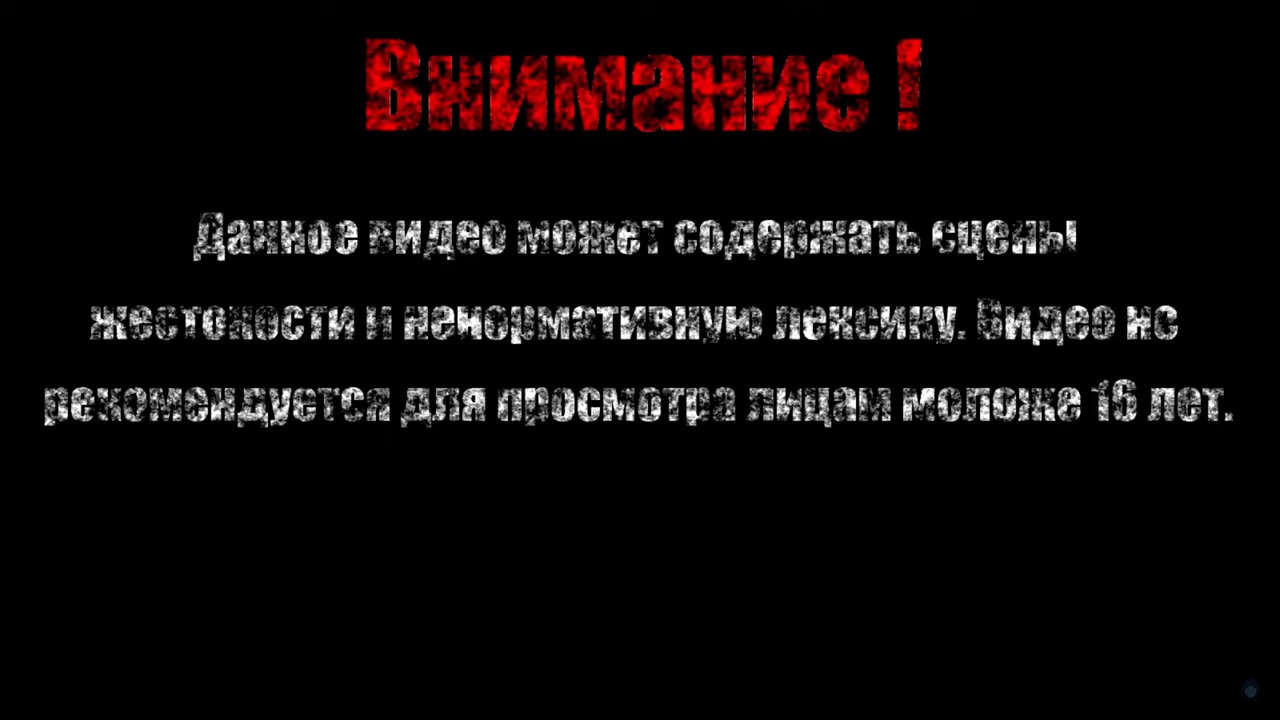 Внимание !
Данное видео может содержать сцены
жестокости и ненормативную лексику. Видео не
рекомендуется для просмотра лицам моложе 16 лет.